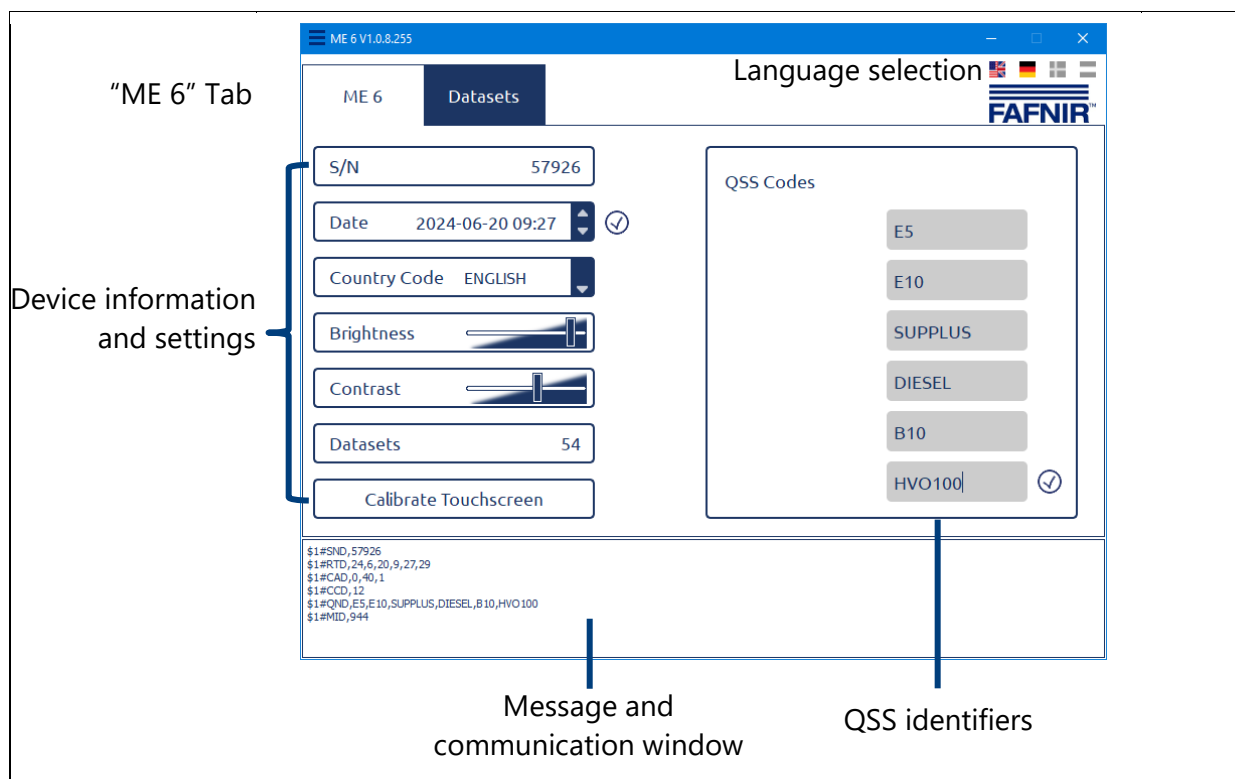 ME 6 V1.0.8.255
"ME 6" Tab
ME 6
Datasets
Language selection
FAFNIR™
Device information
and settings
S/N 57926
Date 2024-06-20 09:27
Country Code ENGLISH
Brightness
Contrast
Datasets 54
Calibrate Touchscreen
QSS Codes
E5
E10
SUPPLUS
DIESEL
B10
HVO100
$1#SND,57926
$1#RTD,24,6,20,9,27,29
$1#CAD,0,40,1
$1#CCD,12
$1#QND,E5,E10,SUPPLUS,DIESEL,B10,HVO100
$1#MID,944
Message and
communication window
QSS identifiers